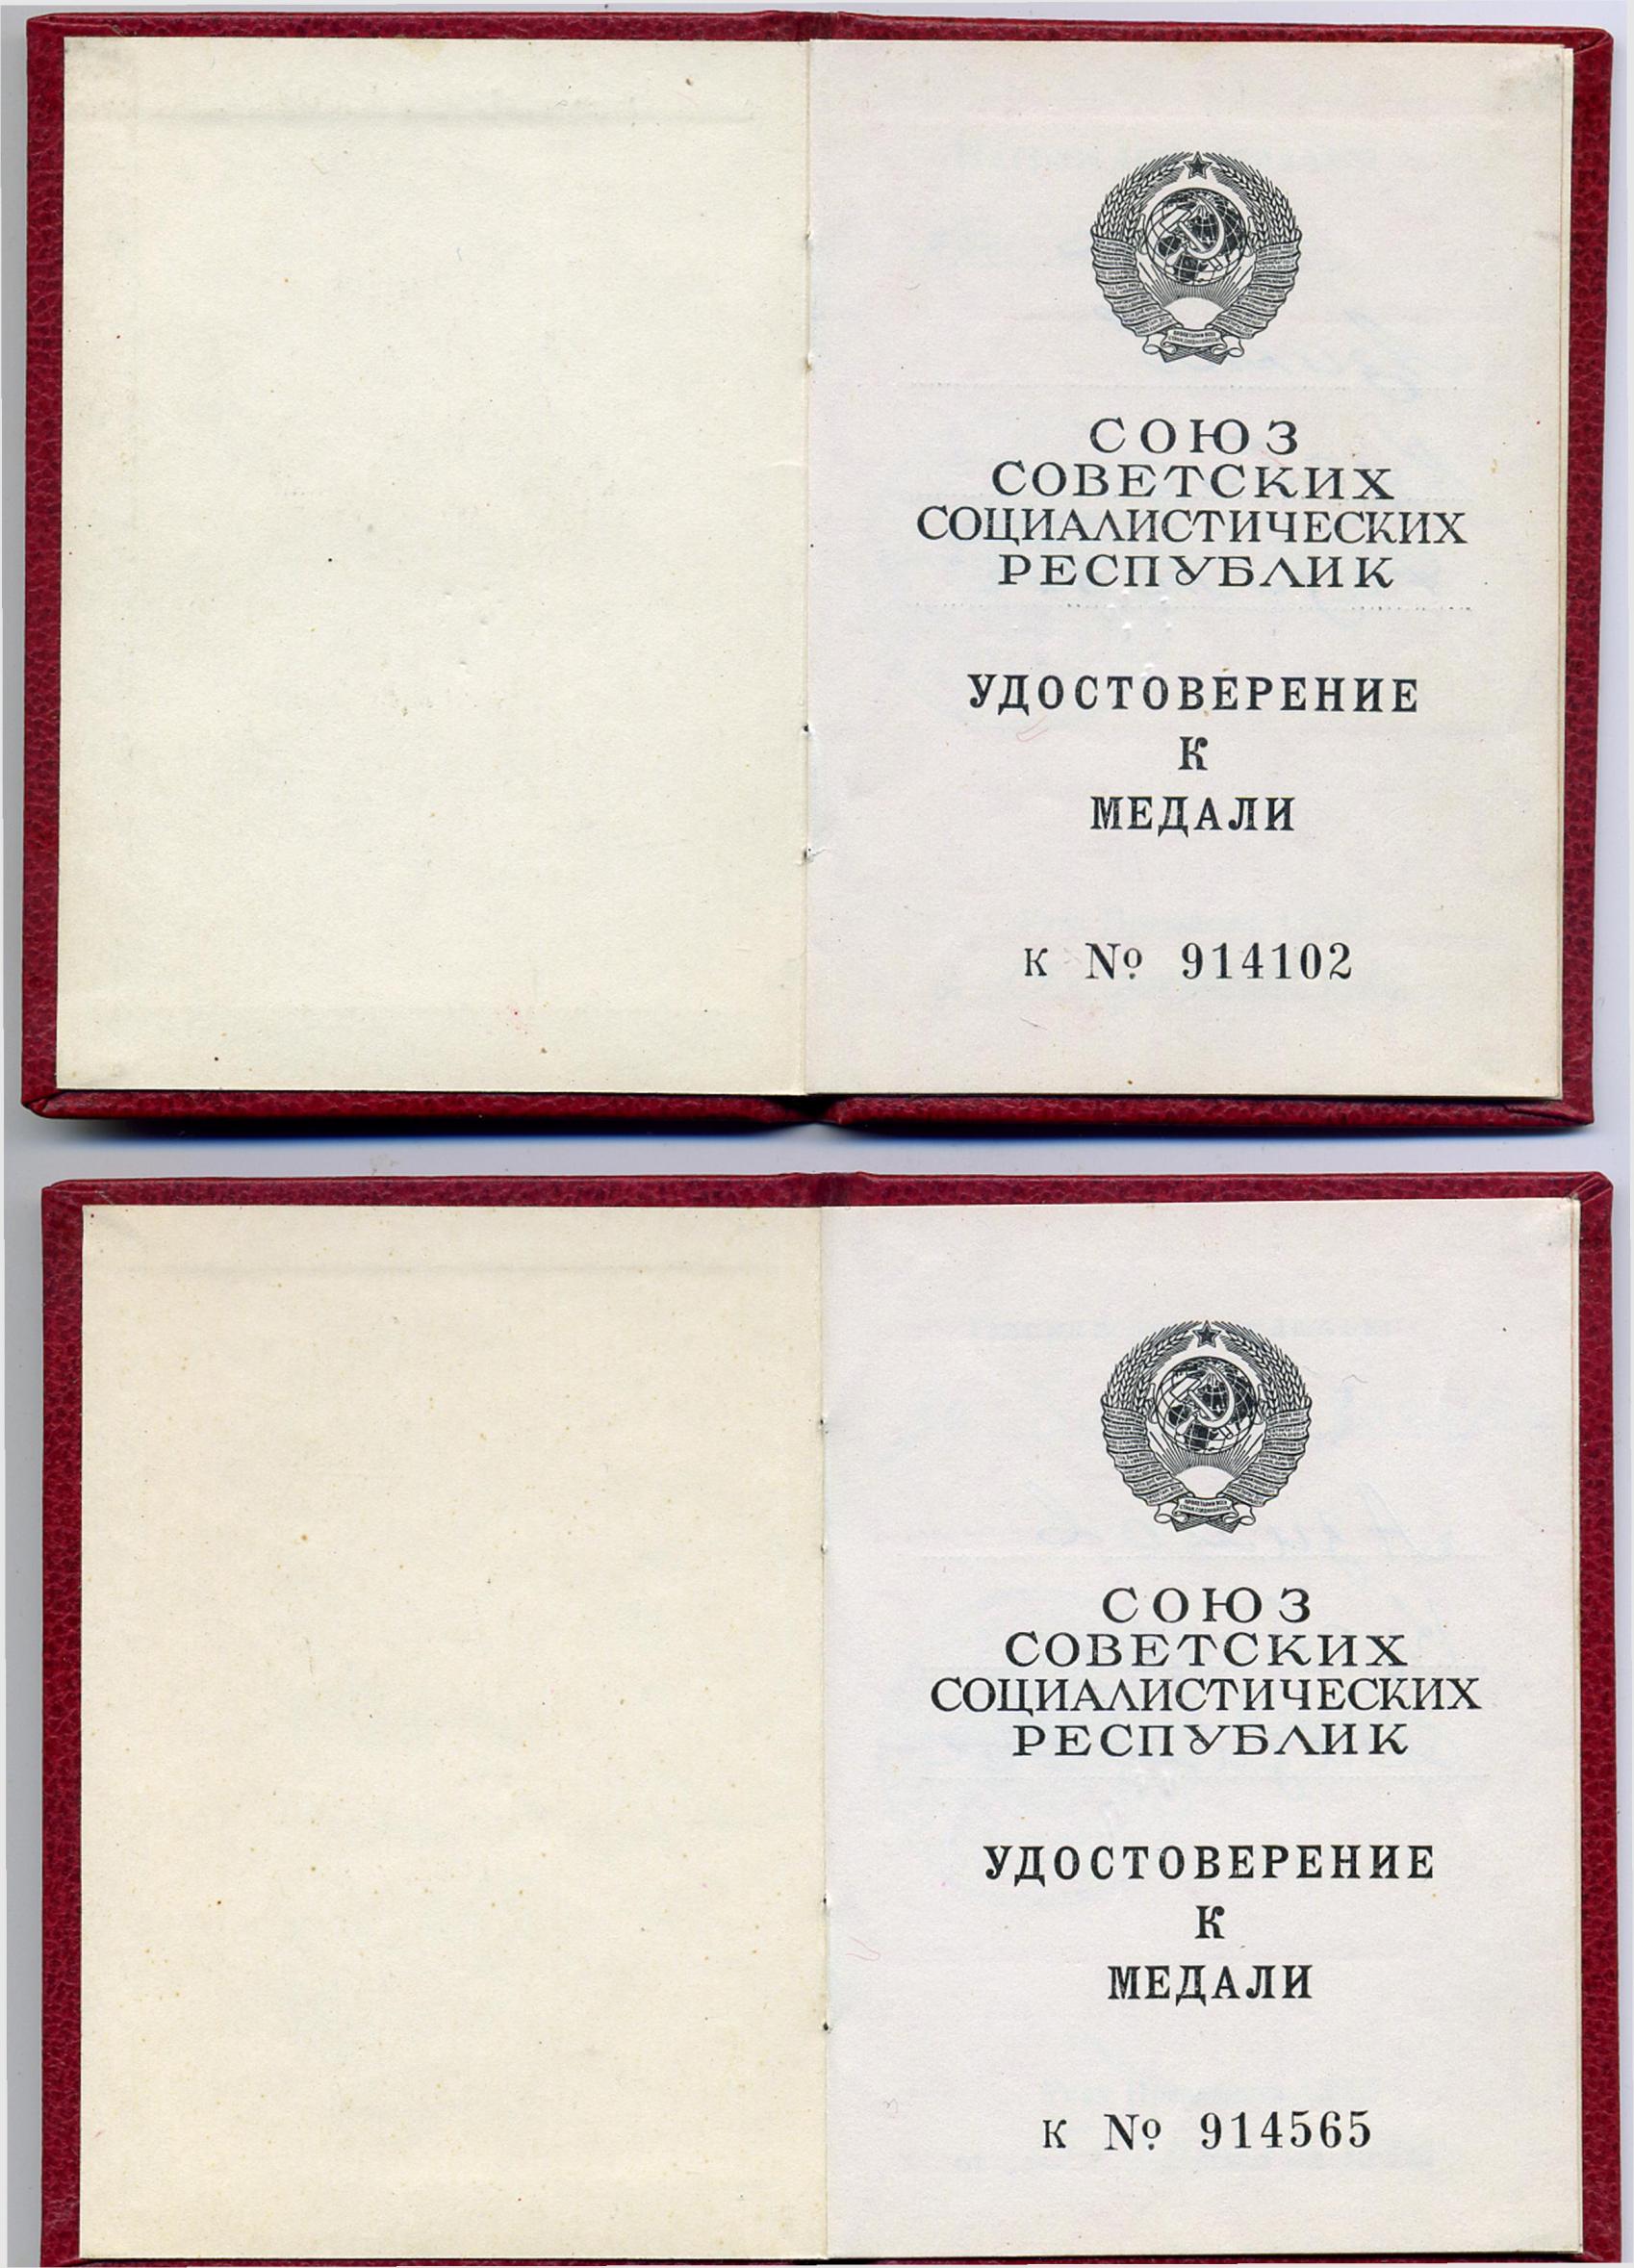 СОЮЗ
СОВЕТСКИХ
СОЦИАЛИСТИЧЕСКИХ
РЕСПУБЛИК
УДОСТОВЕРЕНИЕ
К
МЕДАЛИ
К № 914102
СОЮЗ
СОВЕТСКИХ
СОЦИАЛИСТИЧЕСКИХ
РЕСПУБЛИК
УДОСТОВЕРЕНИЕ
К
МЕДАЛИ
К № 914565